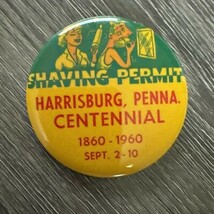 SHAVING PERMIT
HARRISBURG, PENNA.
CENTENNIAL
1860 - 1960
SEPT. 2-10